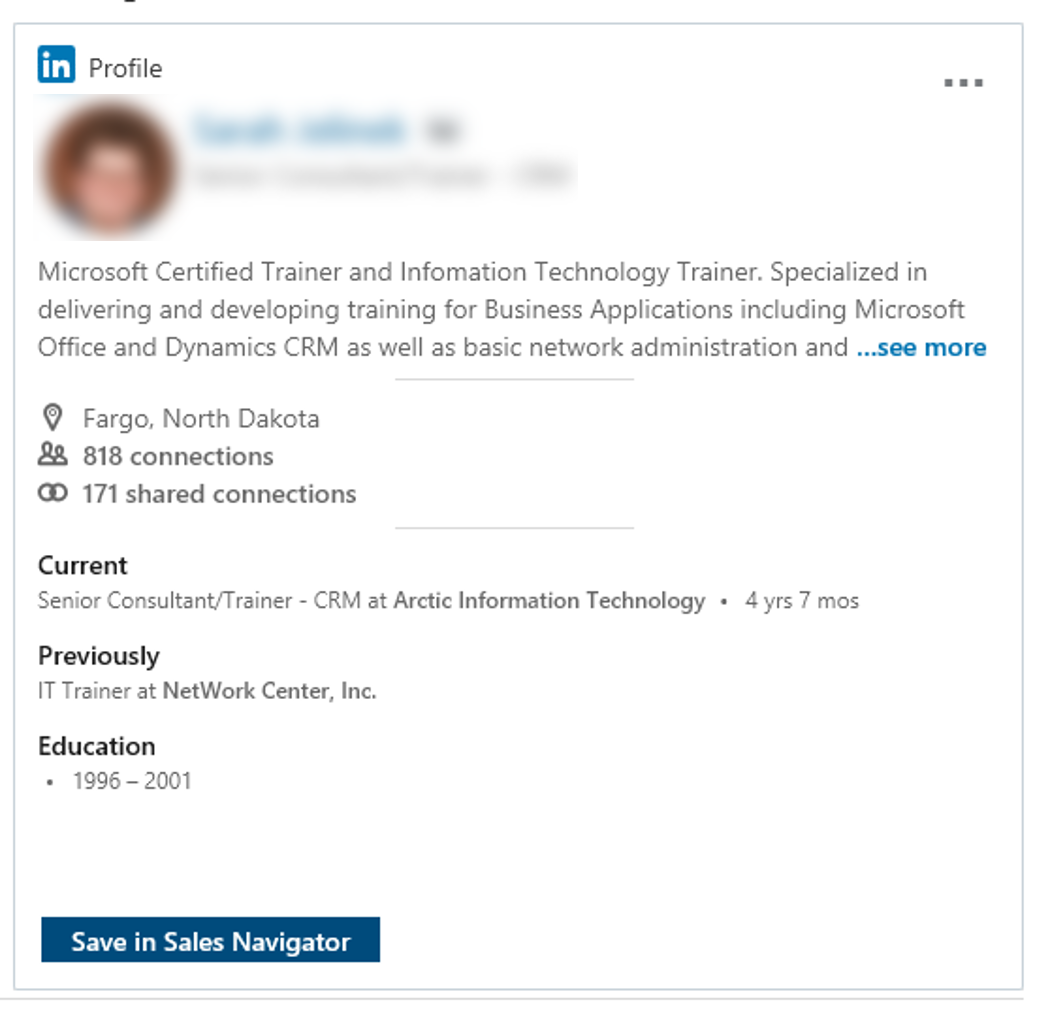 in Profile
...
Microsoft Certified Trainer and Infomation Technology Trainer. Specialized in
delivering and developing training for Business Applications including Microsoft
Office and Dynamics CRM as well as basic network administration and ...see more
Fargo, North Dakota
818 connections
171 shared connections
Current
Senior Consultant/Trainer - CRM at Arctic Information Technology • 4 yrs 7 mos
Previously
IT Trainer at NetWork Center, Inc.
Education
• 1996 – 2001
Save in Sales Navigator